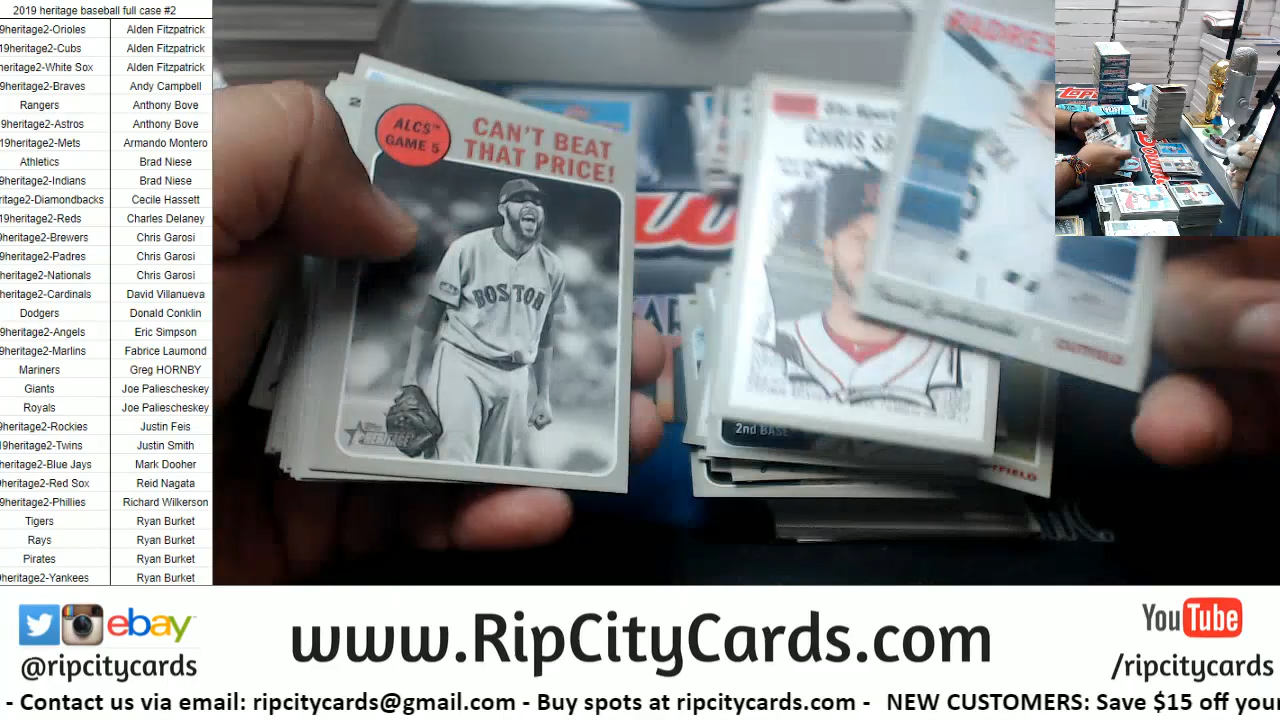 2019 heritage baseball full case #2
9heritage2-Orioles Alden Fitzpatrick
19heritage2-Cubs Alden Fitzpatrick
heritage2-White Sox Alden Fitzpatrick
9heritage2-Braves Andy Campbell
Rangers Anthony Bove
9heritage2-Astros Anthony Bove
19heritage2-Mets Armando Montero
Athletics Brad Niese
9heritage2-Indians Brad Niese
eritage2-Diamondbacks Cecile Hassett
19heritage2-Reds Charles Delaney
9heritage2-Brewers Chris Garosi
9heritage2-Padres Chris Garosi
heritage2-Nationals Chris Garosi
heritage2-Cardinals David Villanueva
Dodgers Donald Conklin
9heritage2-Angels Eric Simpson
9heritage2-Marlins Fabrice Laumond
Mariners Greg HORNBY
Giants Joe Paliescheskey
Royals Joe Paliescheskey
9heritage2-Rockies Justin Feis
19heritage2-Twins Justin Smith
heritage2-Blue Jays Mark Dooher
heritage2-Red Sox Reid Nagata
9heritage2-Phillies Richard Wilkerson
Tigers Ryan Burket
Rays Ryan Burket
Pirates Ryan Burket
heritage2-Yankees Ryan Burket
2
ALCS™
GAME 5
CAN'T BEAT
THAT PRICE!
BOSTON
Topps
HERITAGE
CHRIS SA
2nd BASE
PADRES
OUTFIELD
TFIELD
topps
ebay
@ripcitycards
www.RipCityCards.com
YouTube
/ripcitycards
- Contact us via email: ripcitycards@gmail.com - Buy spots at ripcitycards.com - NEW CUSTOMERS: Save $15 off your